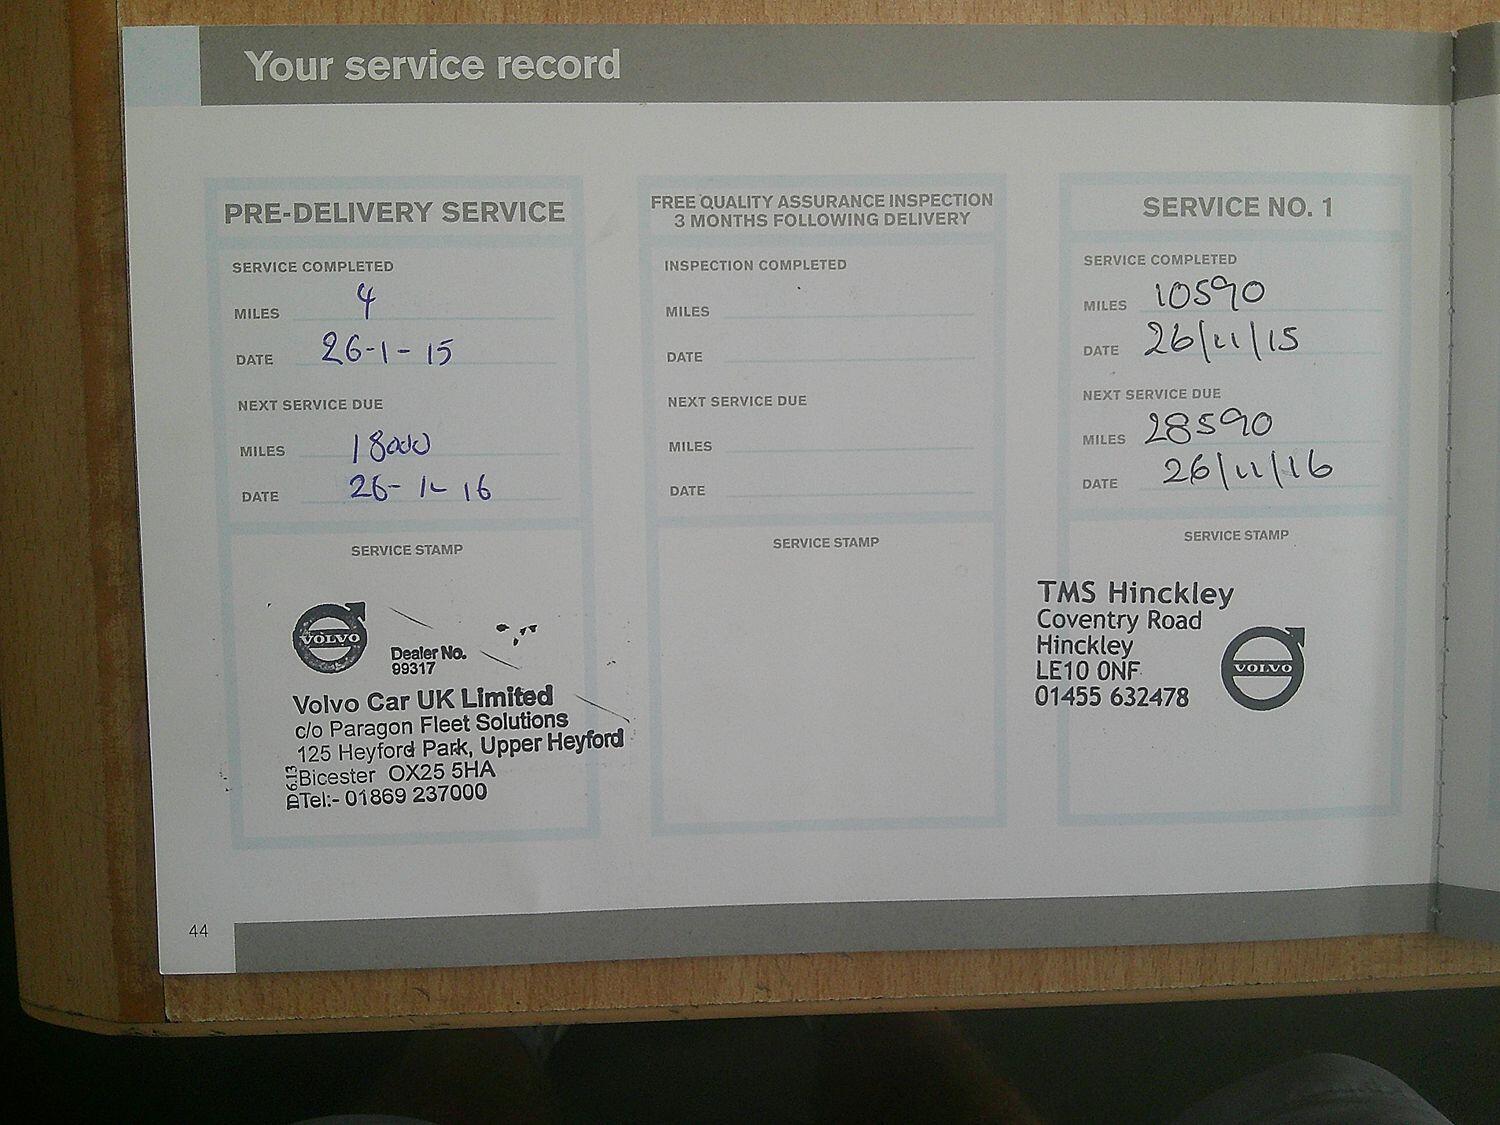 Your service record
PRE-DELIVERY SERVICE
SERVICE COMPLETED
MILES 4
DATE 26-1-15
NEXT SERVICE DUE
MILES 18000
DATE 26-1-16
SERVICE STAMP
VOLVO
Dealer No.
99317
Volvo Car UK Limited
c/o Paragon Fleet Solutions
125 Heyford Park, Upper Heyford
Bicester OX25 5HA
Tel:- 01869 237000
ID 6.13
FREE QUALITY ASSURANCE INSPECTION
3 MONTHS FOLLOWING DELIVERY
INSPECTION COMPLETED
MILES
DATE
NEXT SERVICE DUE
MILES
DATE
SERVICE STAMP
SERVICE NO. 1
SERVICE COMPLETED
MILES 10590
DATE 26/11/15
NEXT SERVICE DUE
MILES 28590
DATE 26/11/16
SERVICE STAMP
TMS Hinckley
Coventry Road
Hinckley
LE10 0NF
01455 632478
VOLVO
44